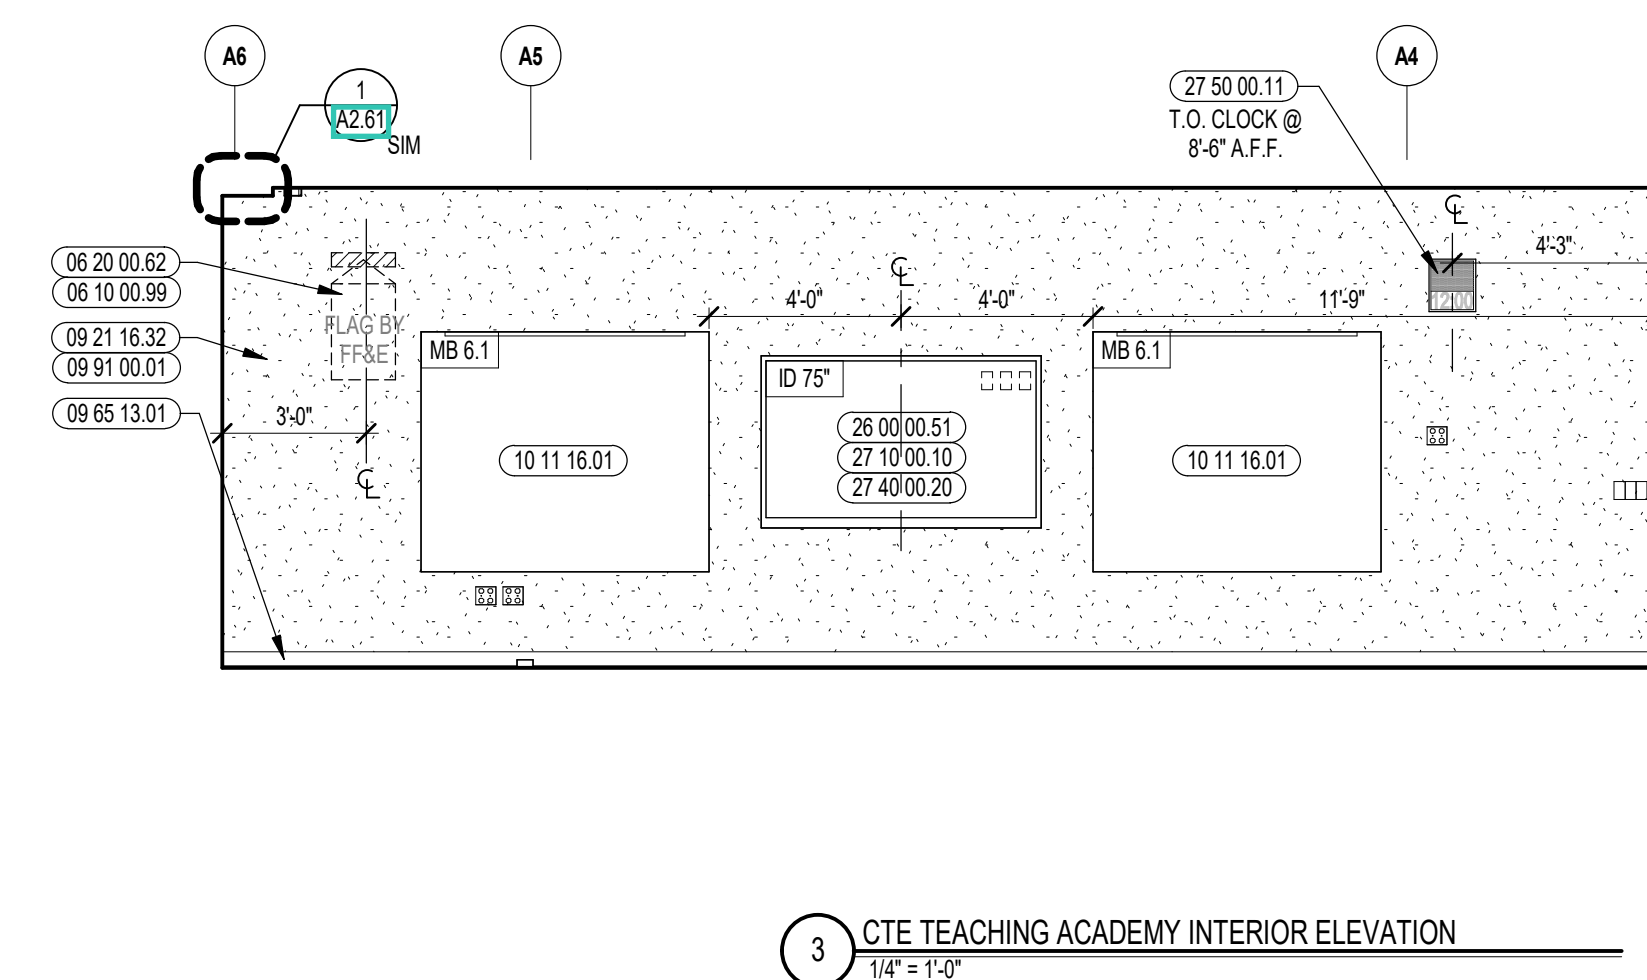 A6
A5
A4
1
A2.61
SIM
27 50 00.11
T.O. CLOCK @
8'-6" A.F.F.
06 20 00.62
06 10 00.99
FLAG BY
FF&E
09 21 16.32
09 91 00.01
09 65 13.01
3'-0"
4'-0"
4'-0"
11'-9"
4'-3"
12:00
MB 6.1
ID 75"
MB 6.1
10 11 16.01
26 00 00.51
27 10 00.10
27 40 00.20
10 11 16.01
3
CTE TEACHING ACADEMY INTERIOR ELEVATION
1/4" = 1'-0"